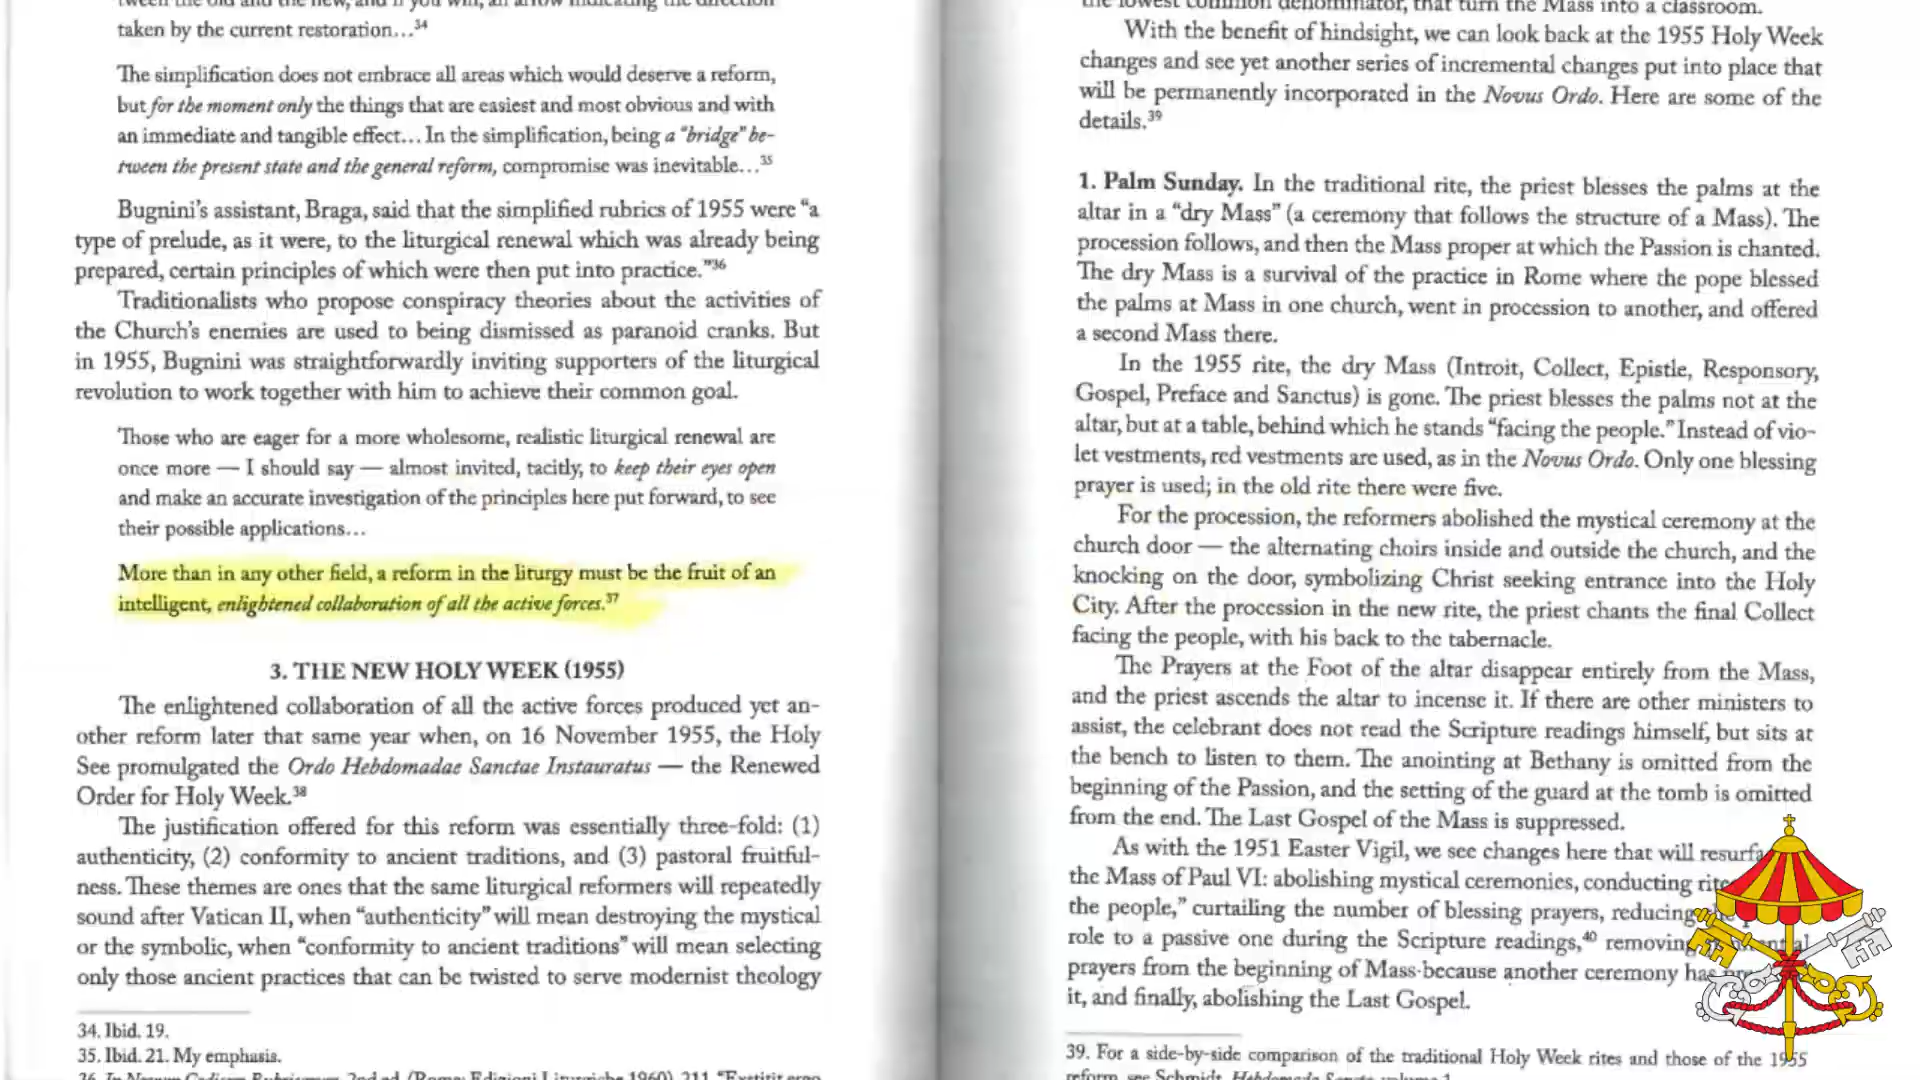 tween the old and the new, and if you will, an arrow indicating the direction
taken by the current restoration…³⁴
The simplification does not embrace all areas which would deserve a reform,
but for the moment only the things that are easiest and most obvious and with
an immediate and tangible effect… In the simplification, being a “bridge” be-
tween the present state and the general reform, compromise was inevitable…³⁵
Bugnini’s assistant, Braga, said that the simplified rubrics of 1955 were “a
type of prelude, as it were, to the liturgical renewal which was already being
prepared, certain principles of which were then put into practice.”³⁶
Traditionalists who propose conspiracy theories about the activities of
the Church’s enemies are used to being dismissed as paranoid cranks. But
in 1955, Bugnini was straightforwardly inviting supporters of the liturgical
revolution to work together with him to achieve their common goal.
Those who are eager for a more wholesome, realistic liturgical renewal are
once more — I should say — almost invited, tacitly, to keep their eyes open
and make an accurate investigation of the principles here put forward, to see
their possible applications…
More than in any other field, a reform in the liturgy must be the fruit of an
intelligent, enlightened collaboration of all the active forces.³⁷
3. THE NEW HOLY WEEK (1955)
The enlightened collaboration of all the active forces produced yet an-
other reform later that same year when, on 16 November 1955, the Holy
See promulgated the Ordo Hebdomadae Sanctae Instauratus — the Renewed
Order for Holy Week.³⁸
The justification offered for this reform was essentially three-fold: (1)
authenticity, (2) conformity to ancient traditions, and (3) pastoral fruitful-
ness. These themes are ones that the same liturgical reformers will repeatedly
sound after Vatican II, when “authenticity” will mean destroying the mystical
or the symbolic, when “conformity to ancient traditions” will mean selecting
only those ancient practices that can be twisted to serve modernist theology
34. Ibid. 19.
35. Ibid. 21. My emphasis.
the lowest common denominator, that turn the Mass into a classroom.
With the benefit of hindsight, we can look back at the 1955 Holy Week
changes and see yet another series of incremental changes put into place that
will be permanently incorporated in the Novus Ordo. Here are some of the
details.³⁹
1. Palm Sunday. In the traditional rite, the priest blesses the palms at the
altar in a “dry Mass” (a ceremony that follows the structure of a Mass). The
procession follows, and then the Mass proper at which the Passion is chanted.
The dry Mass is a survival of the practice in Rome where the pope blessed
the palms at Mass in one church, went in procession to another, and offered
a second Mass there.
In the 1955 rite, the dry Mass (Introit, Collect, Epistle, Responsory,
Gospel, Preface and Sanctus) is gone. The priest blesses the palms not at the
altar, but at a table, behind which he stands “facing the people.” Instead of vio-
let vestments, red vestments are used, as in the Novus Ordo. Only one blessing
prayer is used; in the old rite there were five.
For the procession, the reformers abolished the mystical ceremony at the
church door — the alternating choirs inside and outside the church, and the
knocking on the door, symbolizing Christ seeking entrance into the Holy
City. After the procession in the new rite, the priest chants the final Collect
facing the people, with his back to the tabernacle.
The Prayers at the Foot of the altar disappear entirely from the Mass,
and the priest ascends the altar to incense it. If there are other ministers to
assist, the celebrant does not read the Scripture readings himself, but sits at
the bench to listen to them. The anointing at Bethany is omitted from the
beginning of the Passion, and the setting of the guard at the tomb is omitted
from the end. The Last Gospel of the Mass is suppressed.
As with the 1951 Easter Vigil, we see changes here that will
the Mass of Paul VI: abolishing mystical ceremonies, conducting
the people,” curtailing the number of blessing prayers, reducing
role to a passive one during the Scripture readings,⁴⁰ removing
prayers from the beginning of Mass because another ceremony has
it, and finally, abolishing the Last Gospel.
39. For a side-by-side comparison of the traditional Holy Week rites and those of the 1955